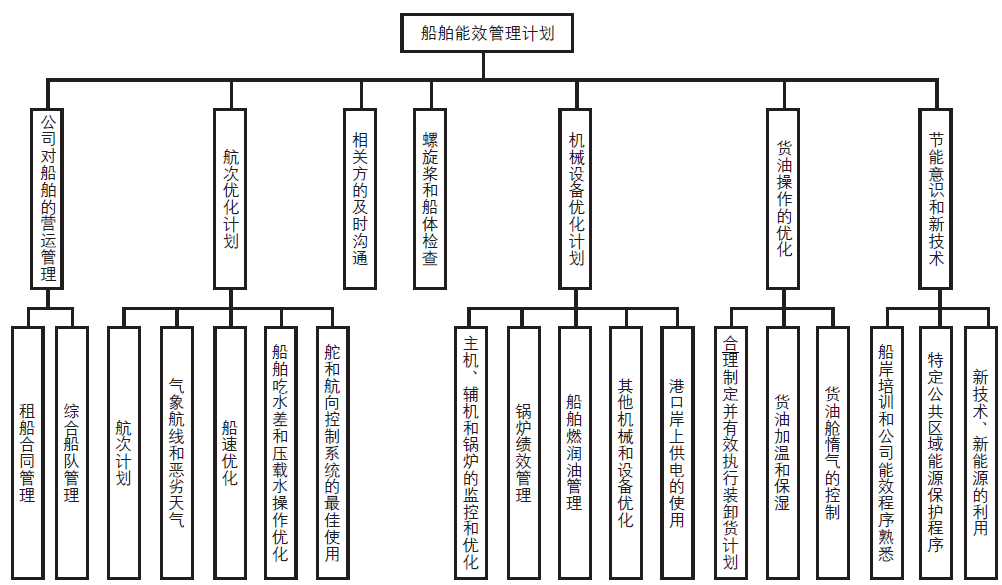 船舶能效管理计划
公司对船舶的营运管理
航次优化计划
相关方的及时沟通
螺旋桨和船体检查
机械设备优化计划
货油操作的优化
节能意识和新技术
租船合同管理
综合船队管理
航次计划
气象航线和恶劣天气
船速优化
船舶吃水差和压载水操作优化
舵和航向控制系统的最佳使用
主机、辅机和锅炉的监控和优化
锅炉绩效管理
船舶燃润油管理
其他机械和设备优化
港口岸上供电的使用
合理制定并有效执行装卸货计划
货油加温和保湿
货油舱惰气的控制
船岸培训和公司能效程序熟悉
特定公共区域能源保护程序
新技术、新能源的利用